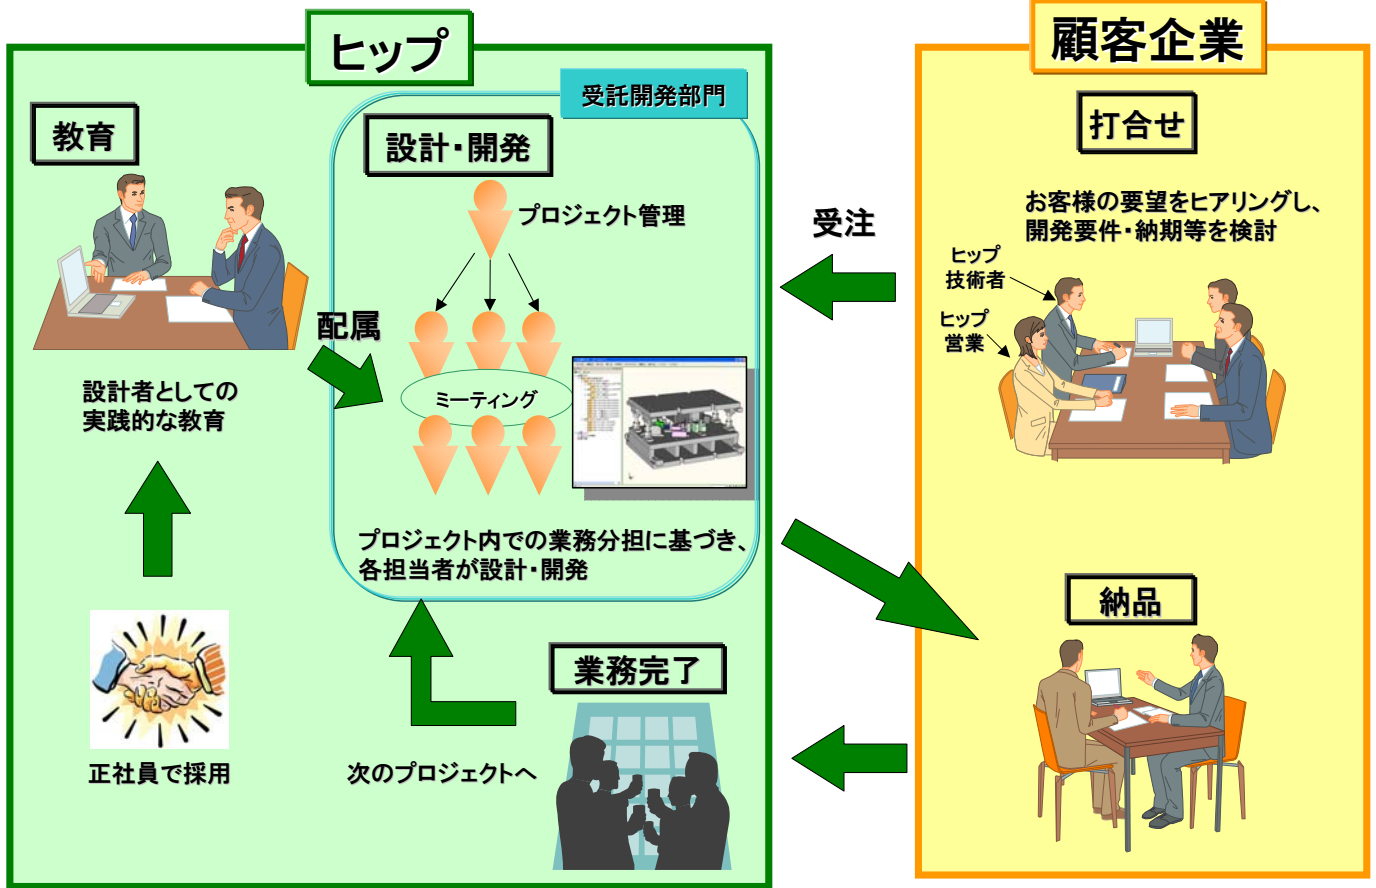 ヒップ
教育
設計者としての
実践的な教育
正社員で採用
配属
受託開発部門
設計・開発
プロジェクト管理
ミーティング
プロジェクト内での業務分担に基づき、
各担当者が設計・開発
業務完了
次のプロジェクトへ
受注
顧客企業
打合せ
お客様の要望をヒアリングし、
開発要件・納期等を検討
ヒップ
技術者
ヒップ
営業
納品